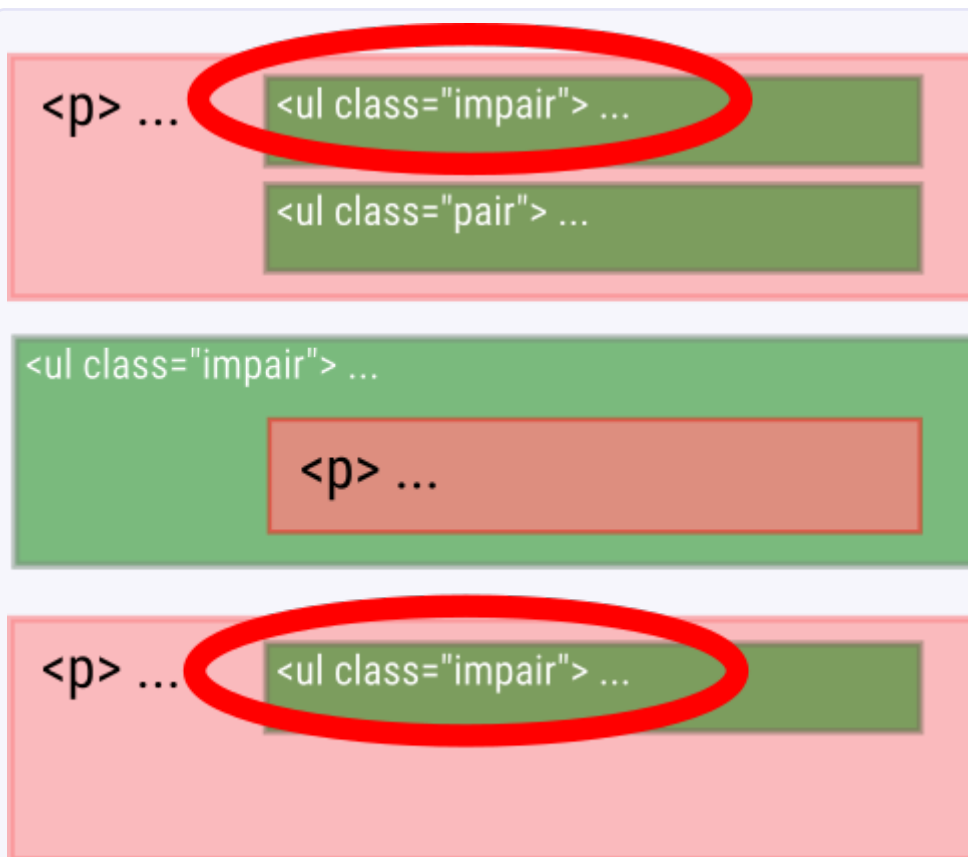 <p> ... <ul class="impair"> ...
<ul class="pair"> ...
<ul class="impair"> ...
<p> ...
<p> ... <ul class="impair"> ...